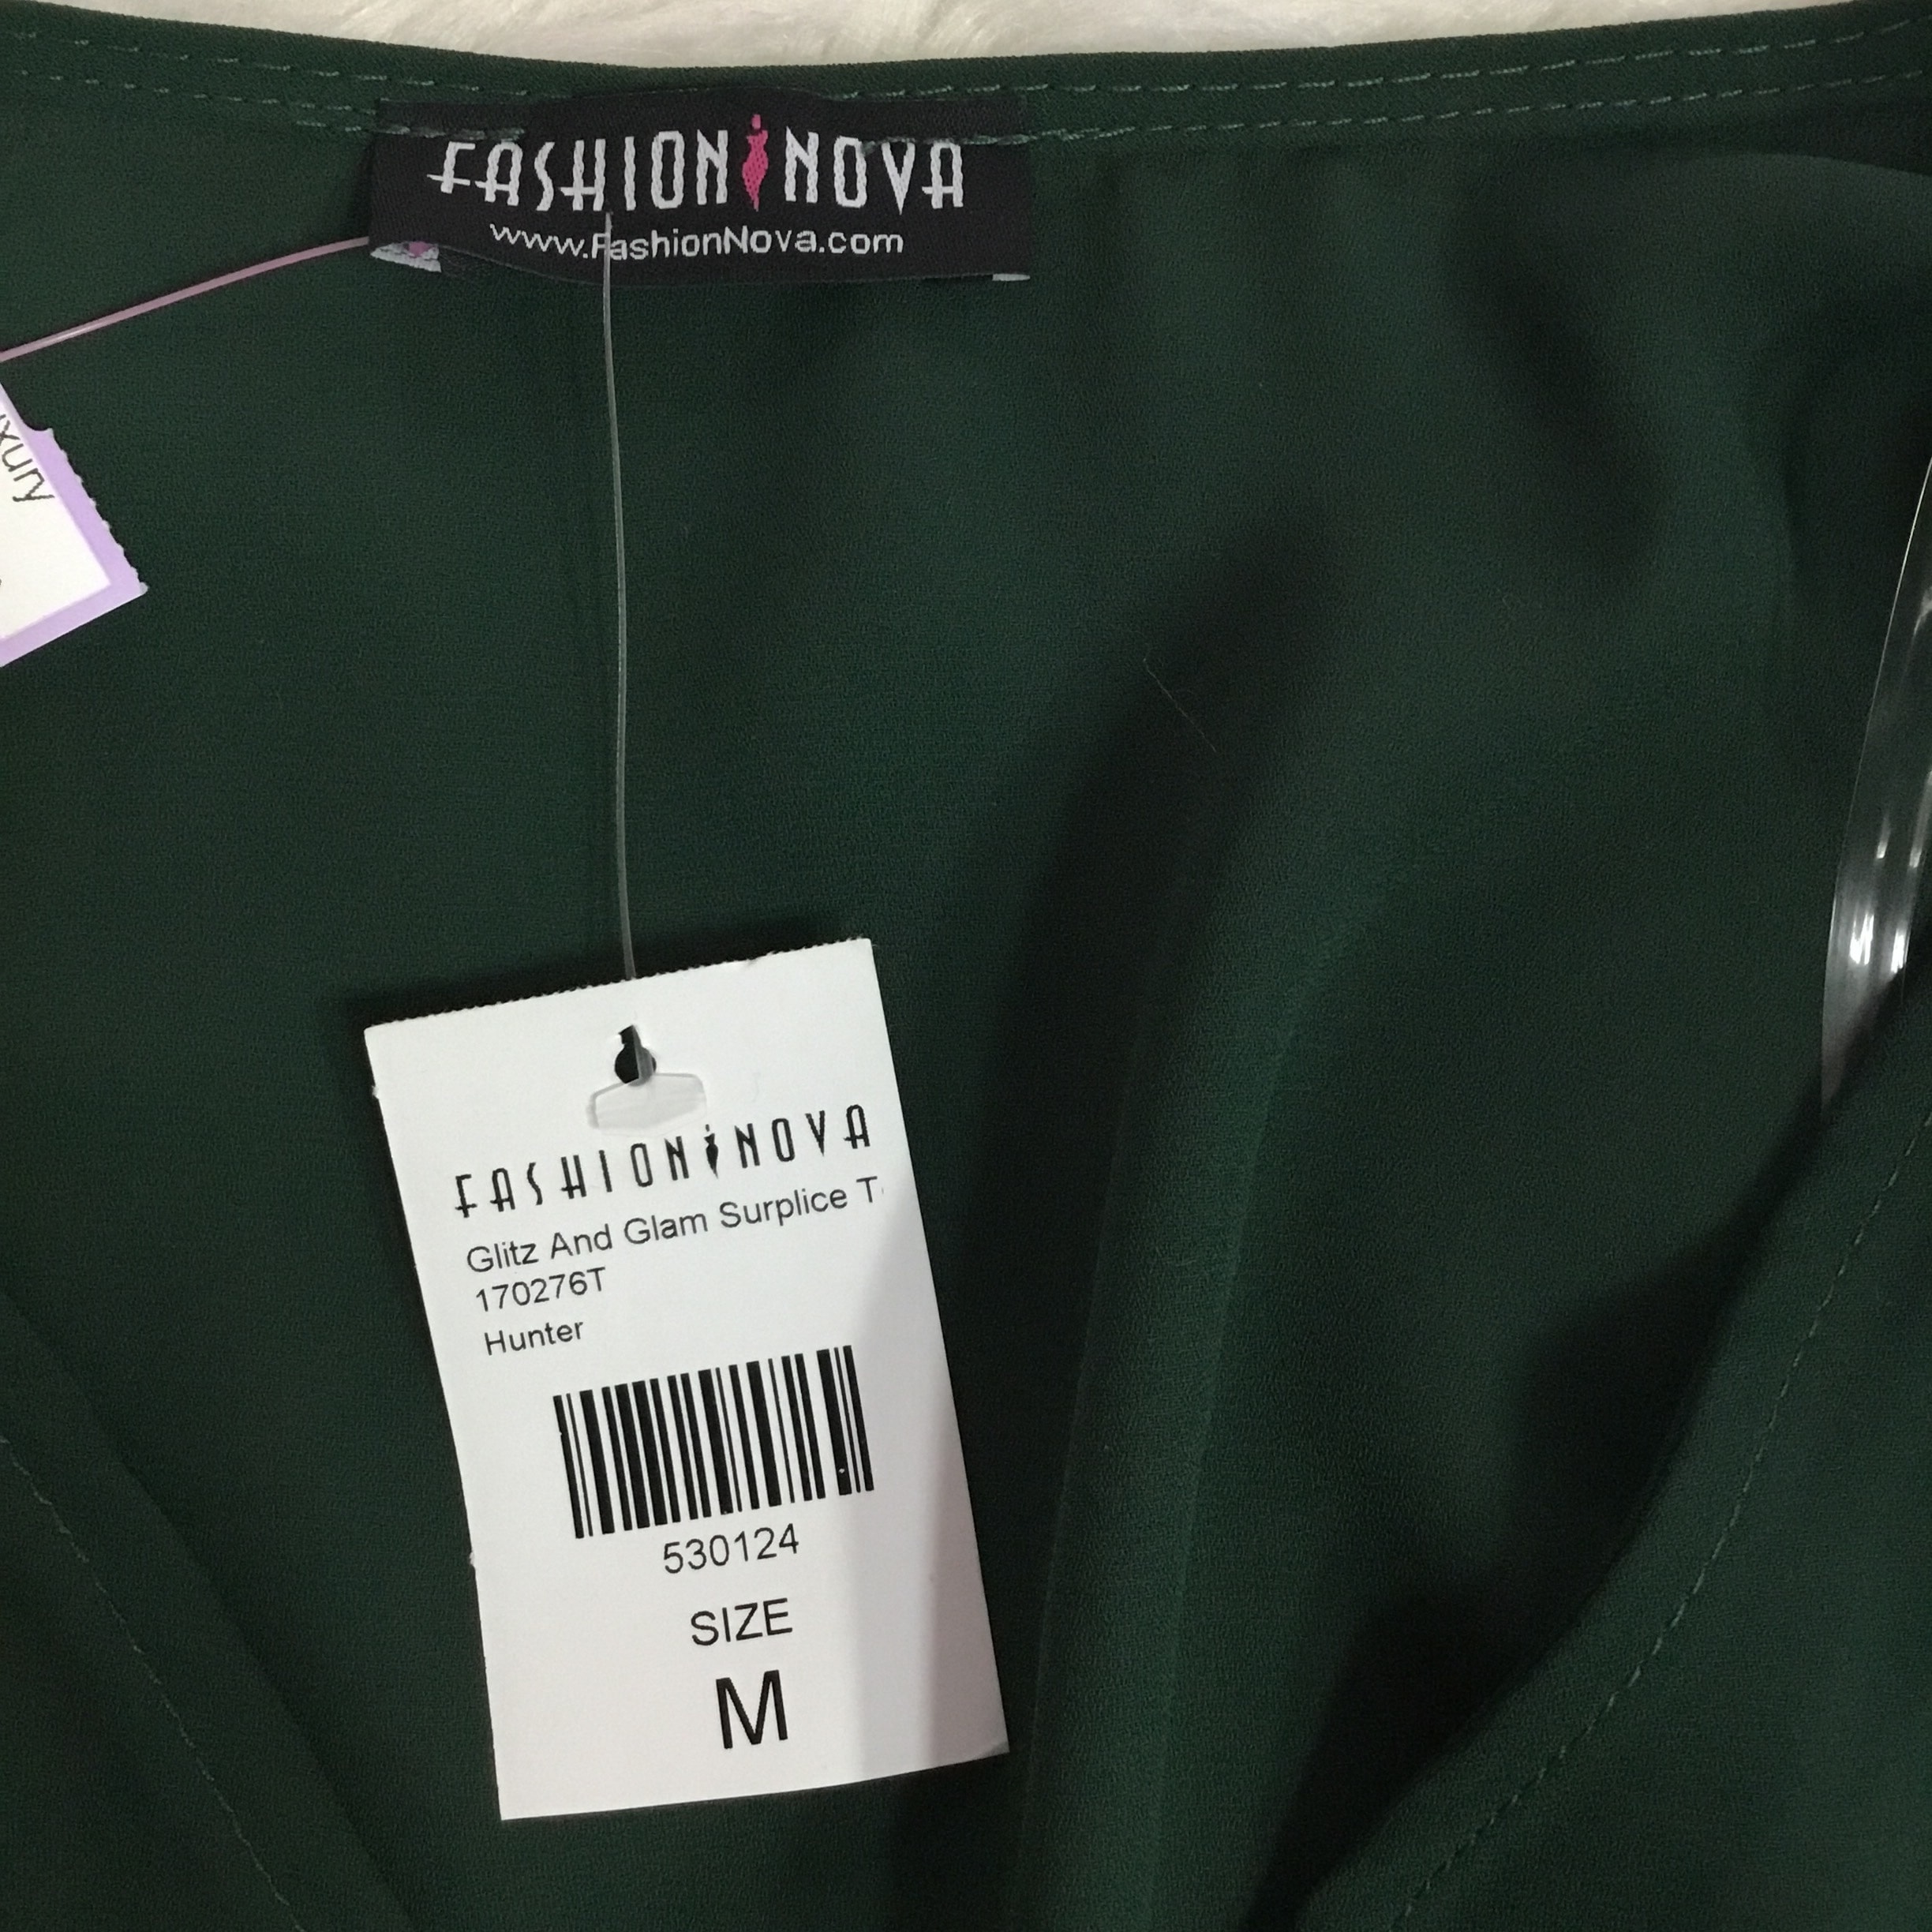 FASHION NOVA
www.FashionNova.com
FASHION NOVA
Glitz And Glam Surplice T
170276T
Hunter
530124
SIZE
M